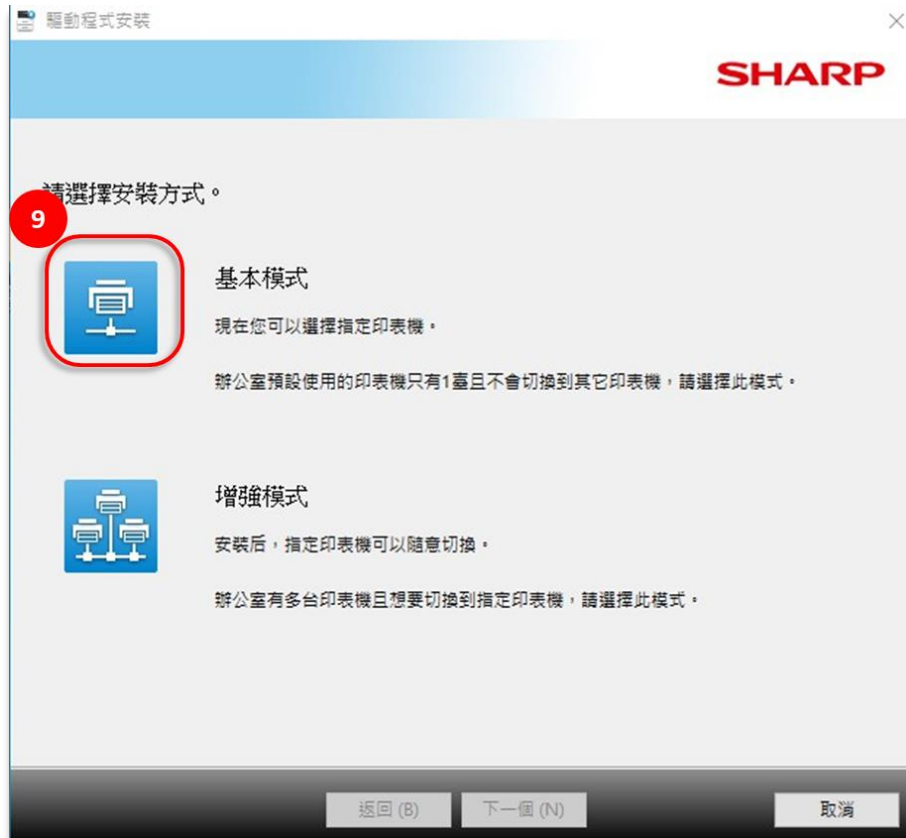 驅動程式安裝
SHARP
請選擇安裝方式。
9
基本模式
現在您可以選擇指定印表機。
辦公室預設使用的印表機只有1臺且不會切換到其它印表機，請選擇此模式。
增強模式
安裝后，指定印表機可以隨意切換。
辦公室有多台印表機且想要切換到指定印表機，請選擇此模式。
返回 (B)
下一個 (N)
取消